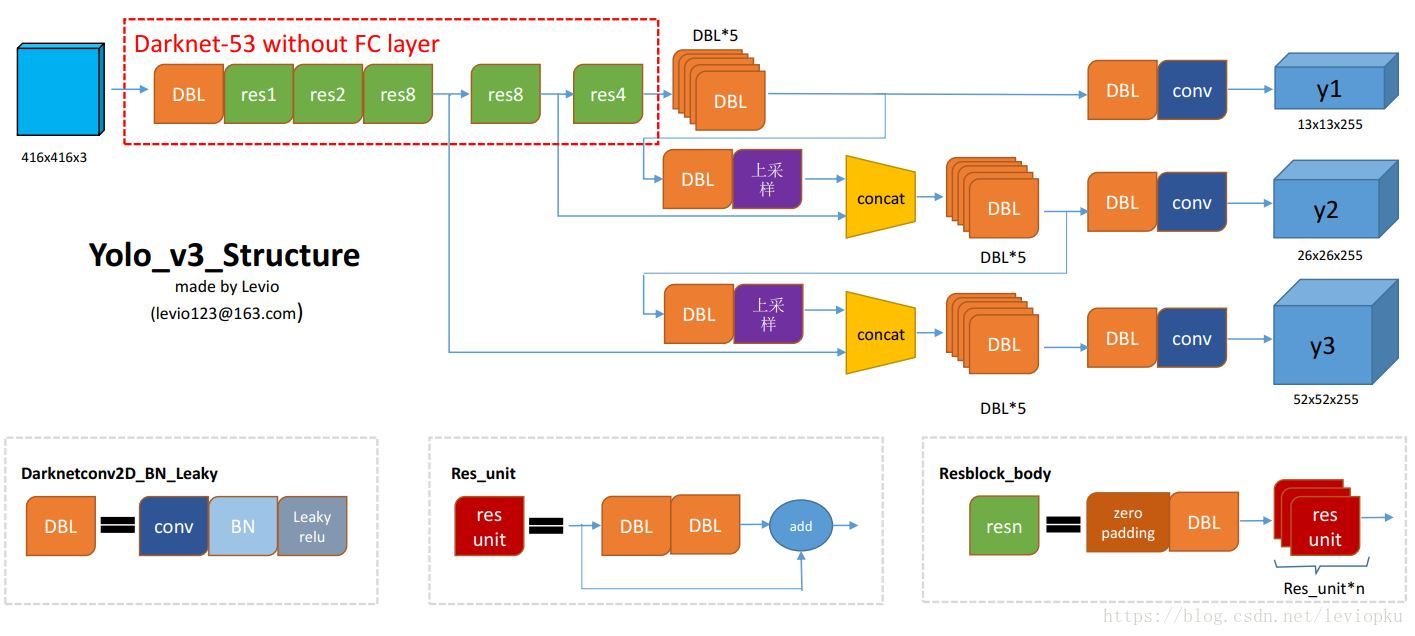 Darknet-53 without FC layer
DBL
res1
res2
res8
res8
res4
DBL*5
DBL
DBL
conv
y1
13x13x255
416x416x3
DBL
上采
样
concat
DBL
DBL*5
DBL
conv
y2
26x26x255
Yolo_v3_Structure
made by Levio
(levio123@163.com)
DBL
上采
样
concat
DBL
DBL*5
DBL
conv
y3
52x52x255
Darknetconv2D_BN_Leaky
DBL
conv
BN
Leaky
relu
Res_unit
res
unit
DBL
DBL
add
Resblock_body
resn
zero
padding
DBL
res
unit
Res_unit*n
https://blog.csdn.net/leviopku